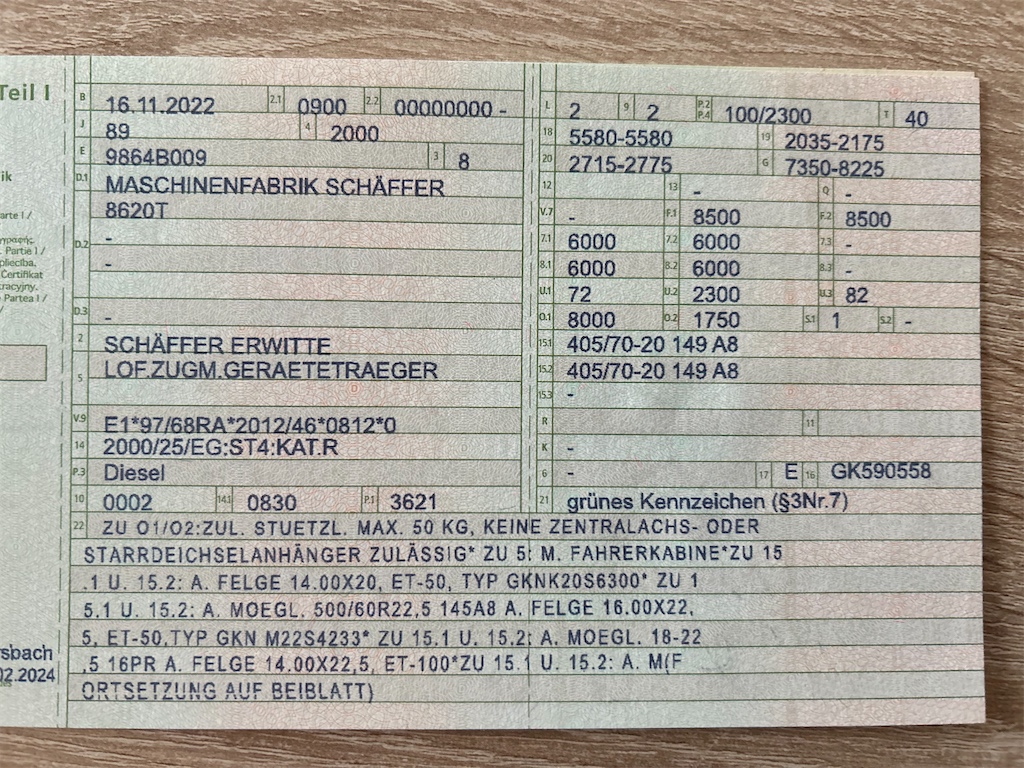 Teil I
B 16.11.2022 2.1 0900 2.2 00000000 -
J 89 4 2000
E 9864B009 3 8
D.1 MASCHINENFABRIK SCHÄFFER
8620T
D.2 -
-
D.3 -
2 SCHÄFFER ERWITTE
5 LOF.ZUGM.GERAETETRAEGER
V.9 E1*97/68RA*2012/46*0812*0
14 2000/25/EG:ST4:KAT.R
P.3 Diesel
10 0002 14.1 0830 P.1 3621
L 2 9 2 P.2 P.4 100/2300 T 40
18 5580-5580 19 2035-2175
20 2715-2775 G 7350-8225
12 13 - Q -
V.7 - F.1 8500 F.2 8500
7.1 6000 7.2 6000 7.3 -
8.1 6000 8.2 6000 8.3 -
U.1 72 U.2 2300 U.3 82
O.1 8000 O.2 1750 S.1 1 S.2 -
15.1 405/70-20 149 A8
15.2 405/70-20 149 A8
15.3 -
R 11
K -
6 - 17 E 16 GK590558
21 grünes Kennzeichen (§3Nr.7)
22 ZU O1/O2:ZUL. STUETZL. MAX. 50 KG, KEINE ZENTRALACHS- ODER
STARRDEICHSELANHÄNGER ZULÄSSIG* ZU 5: M. FAHRERKABINE*ZU 15
.1 U. 15.2: A. FELGE 14.00X20, ET-50, TYP GKNK20S6300* ZU 1
5.1 U. 15.2: A. MOEGL. 500/60R22,5 145A8 A. FELGE 16.00X22,
5, ET-50,TYP GKN M22S4233* ZU 15.1 U. 15.2: A. MOEGL. 18-22
.5 16PR A. FELGE 14.00X22,5, ET-100*ZU 15.1 U. 15.2: A. M(F
ORTSETZUNG AUF BEIBLATT)
ik
arte I /
γραφής.
. Partie I /
pliecība.
Certifikat
racyjny.
Partea I /
/
rsbach
02.2024